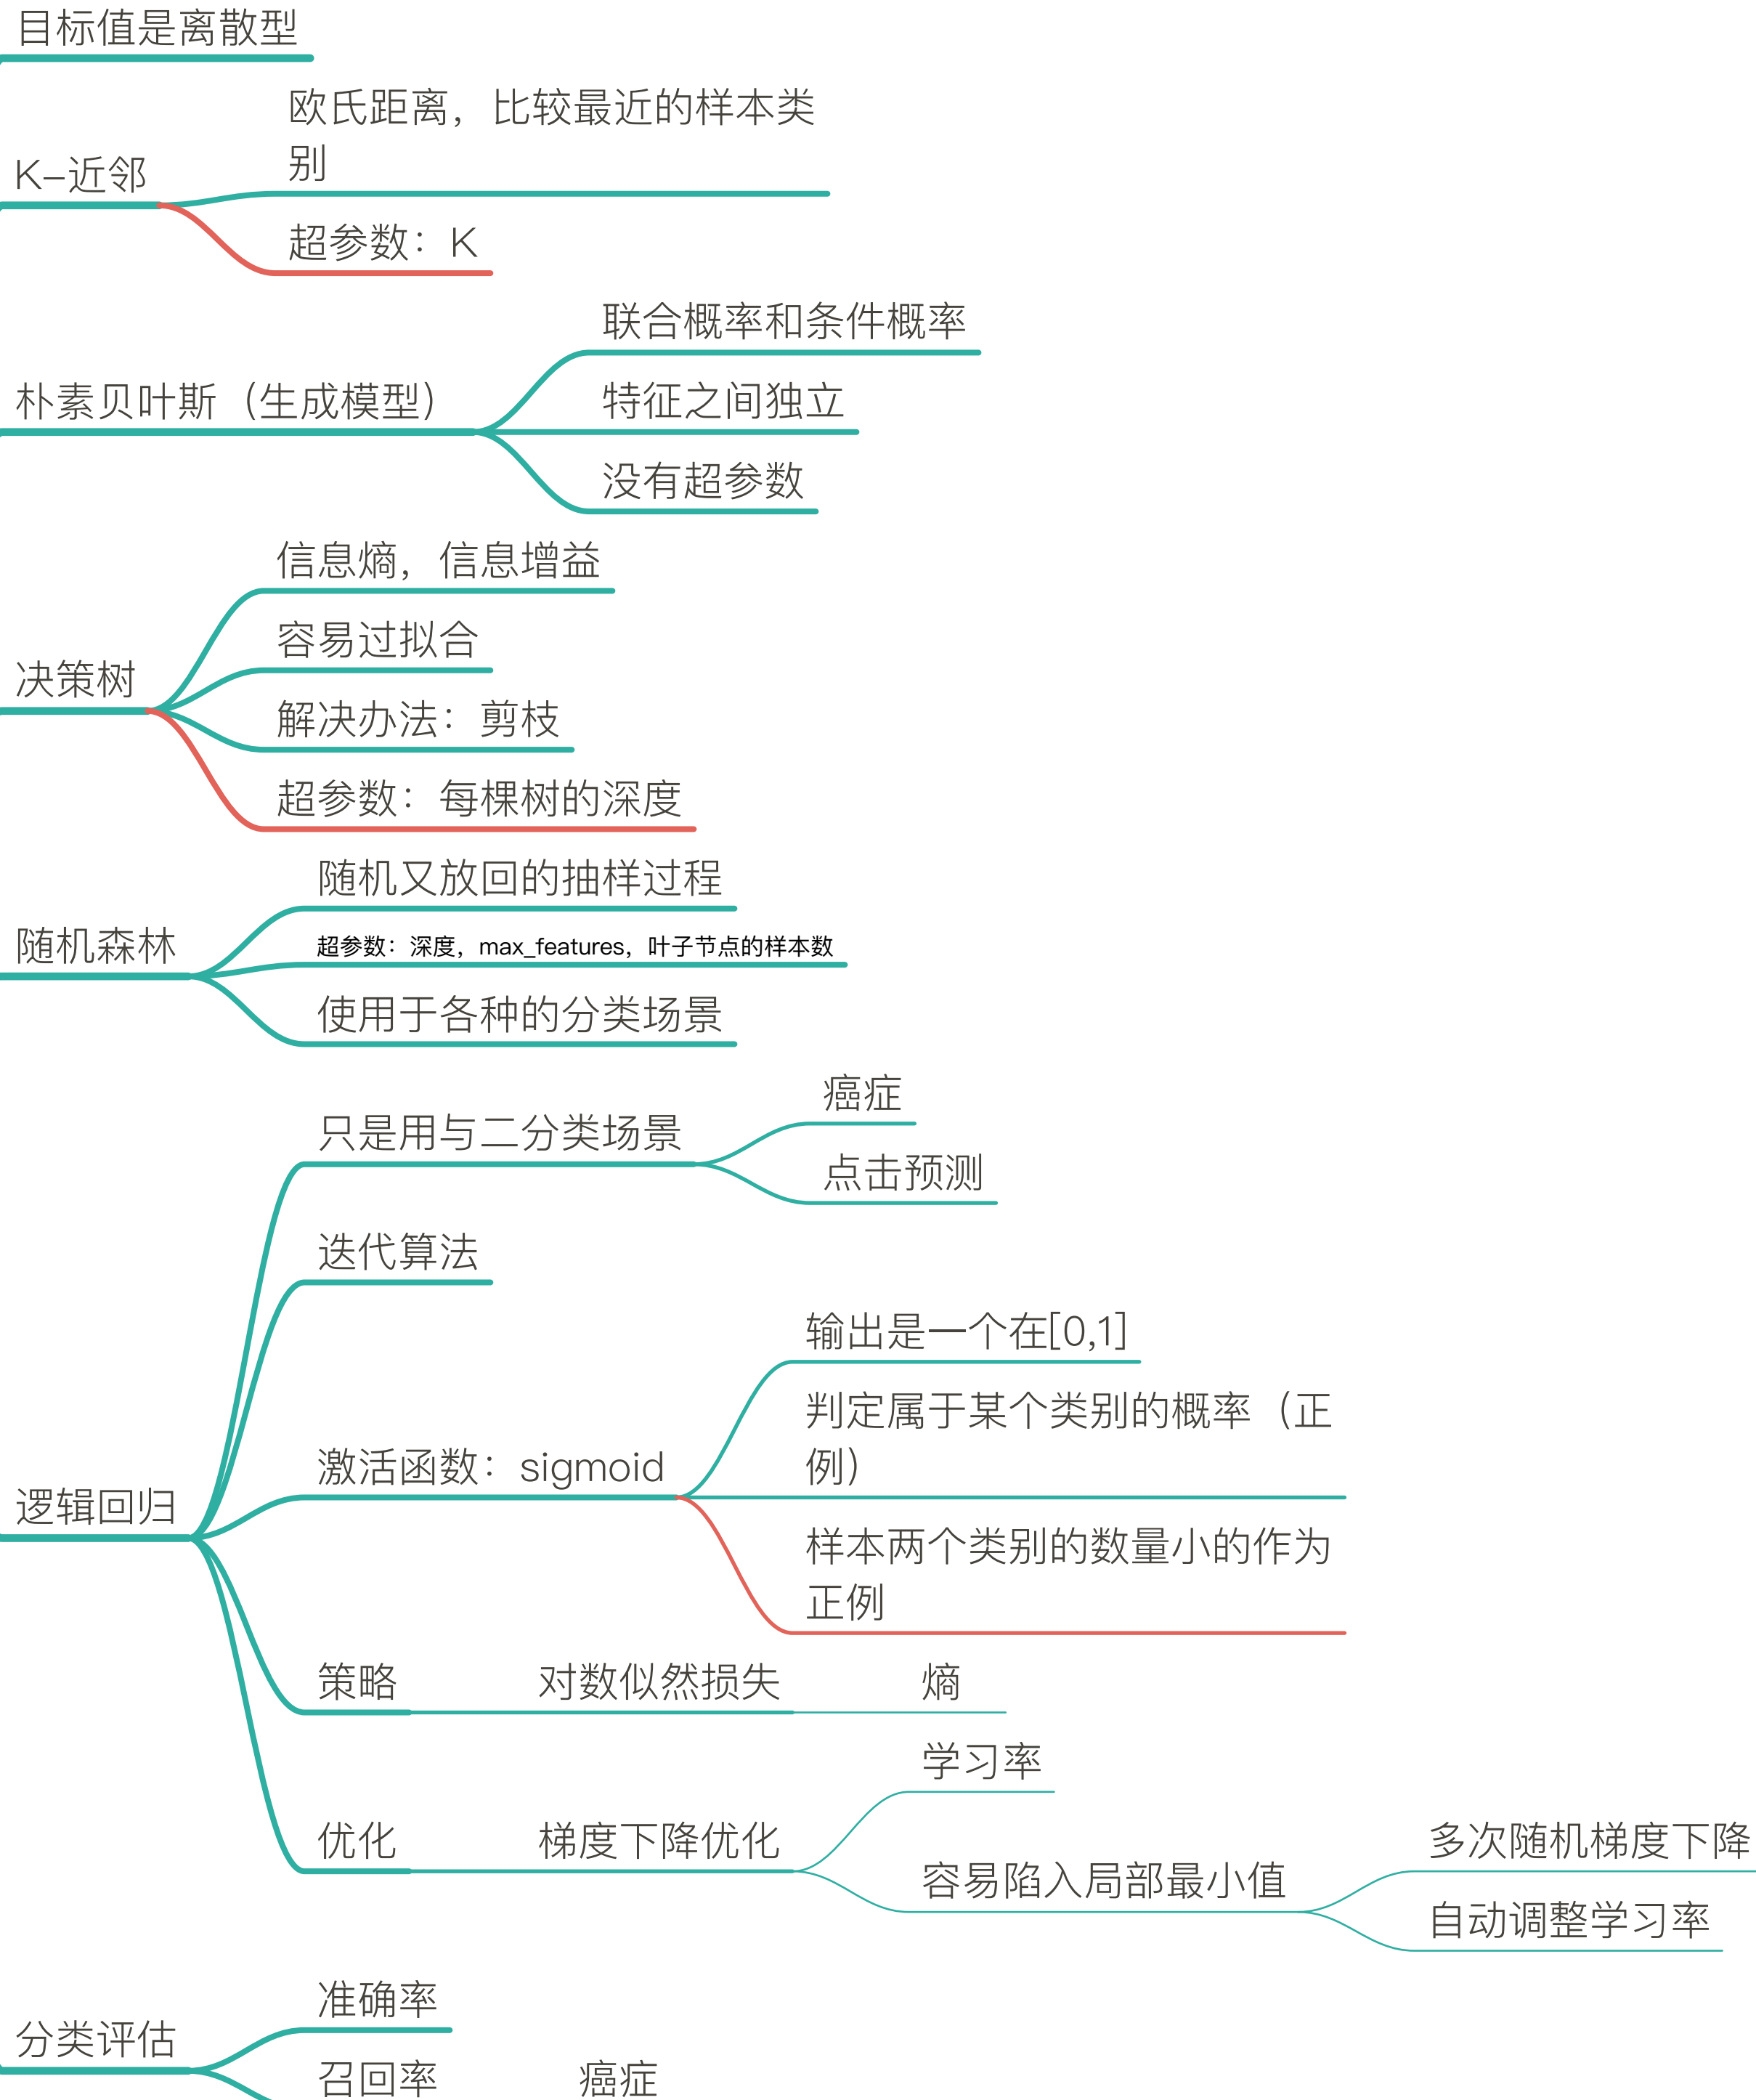 目标值是离散型
K-近邻
欧氏距离，比较最近的样本类
别
超参数：K
朴素贝叶斯（生成模型）
联合概率和条件概率
特征之间独立
没有超参数
决策树
信息熵，信息增益
容易过拟合
解决办法：剪枝
超参数：每棵树的深度
随机森林
随机又放回的抽样过程
超参数：深度，max_features，叶子节点的样本数
使用于各种的分类场景
逻辑回归
只是用与二分类场景
癌症
点击预测
迭代算法
激活函数：sigmoid
输出是一个在[0,1]
判定属于某个类别的概率（正
例）
样本两个类别的数量小的作为
正例
策略
对数似然损失
熵
优化
梯度下降优化
学习率
容易陷入局部最小值
多次随机梯度下降
自动调整学习率
分类评估
准确率
召回率
癌症